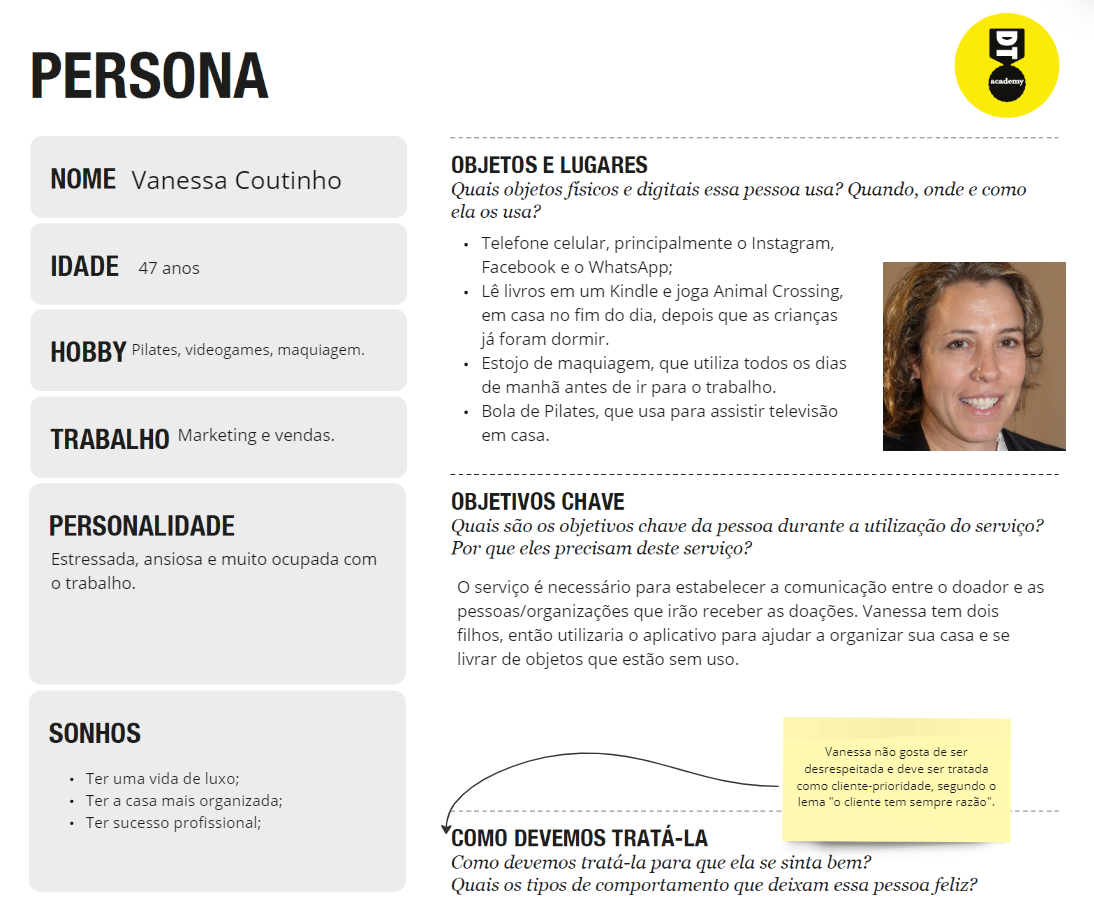 PERSONA
DT
academy
NOME Vanessa Coutinho
IDADE 47 anos
HOBBY Pilates, videogames, maquiagem.
TRABALHO Marketing e vendas.
PERSONALIDADE
Estressada, ansiosa e muito ocupada com
o trabalho.
SONHOS
• Ter uma vida de luxo;
• Ter a casa mais organizada;
• Ter sucesso profissional;
OBJETOS E LUGARES
Quais objetos físicos e digitais essa pessoa usa? Quando, onde e como
ela os usa?
• Telefone celular, principalmente o Instagram,
Facebook e o WhatsApp;
• Lê livros em um Kindle e joga Animal Crossing,
em casa no fim do dia, depois que as crianças
já foram dormir.
• Estojo de maquiagem, que utiliza todos os dias
de manhã antes de ir para o trabalho.
• Bola de Pilates, que usa para assistir televisão
em casa.
OBJETIVOS CHAVE
Quais são os objetivos chave da pessoa durante a utilização do serviço?
Por que eles precisam deste serviço?
O serviço é necessário para estabelecer a comunicação entre o doador e as
pessoas/organizações que irão receber as doações. Vanessa tem dois
filhos, então utilizaria o aplicativo para ajudar a organizar sua casa e se
livrar de objetos que estão sem uso.
Vanessa não gosta de ser
desrespeitada e deve ser tratada
como cliente-prioridade, segundo o
lema "o cliente tem sempre razão".
COMO DEVEMOS TRATÁ-LA
Como devemos tratá-la para que ela se sinta bem?
Quais os tipos de comportamento que deixam essa pessoa feliz?